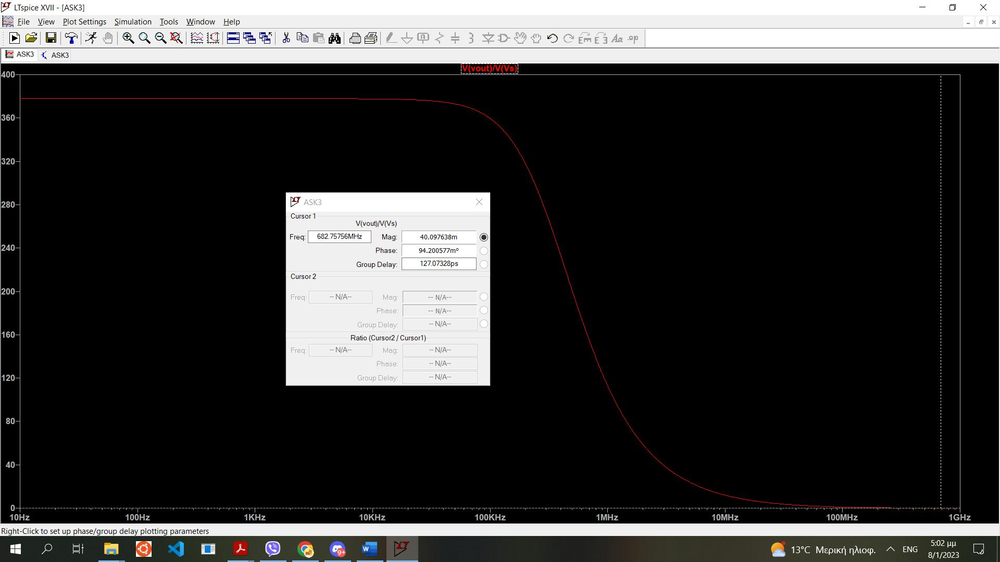 LTspice XVII - [ASK3]
File View Plot Settings Simulation Tools Window Help
ASK3 ASK3
V(vout)/V(Vs)
400
360
320
280
240
200
160
120
80
40
0
10Hz 100Hz 1KHz 10KHz 100KHz 1MHz 10MHz 100MHz 1GHz
ASK3
Cursor 1
V(vout)/V(Vs)
Freq: 682.75756MHz Mag: 40.097638m
Phase: 94.200577m°
Group Delay: 127.07328ps
Cursor 2
Freq: -- N/A-- Mag: -- N/A--
Phase: -- N/A--
Group Delay: -- N/A--
Ratio (Cursor2 / Cursor1)
Freq: -- N/A-- Mag: -- N/A--
Phase: -- N/A--
Group Delay: -- N/A--
Right-Click to set up phase/group delay plotting parameters
9+
13°C Μερική ηλιοφ. ENG 5:02 μμ
8/1/2023